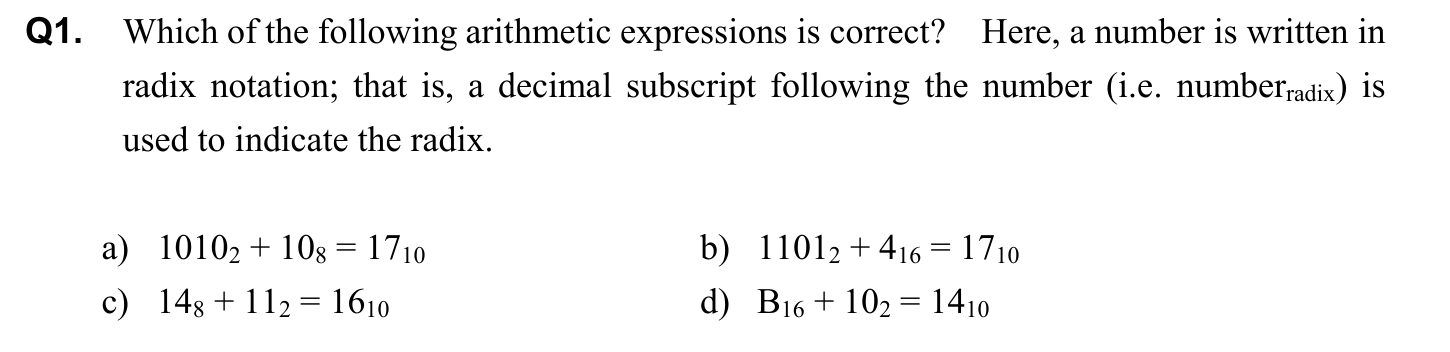 Q1. Which of the following arithmetic expressions is correct? Here, a number is written in
radix notation; that is, a decimal subscript following the number (i.e. number_radix) is
used to indicate the radix.
a) 1010₂ + 10₈ = 17₁₀ b) 1101₂ + 4₁₆ = 17₁₀
c) 14₈ + 11₂ = 16₁₀ d) B₁₆ + 10₂ = 14₁₀